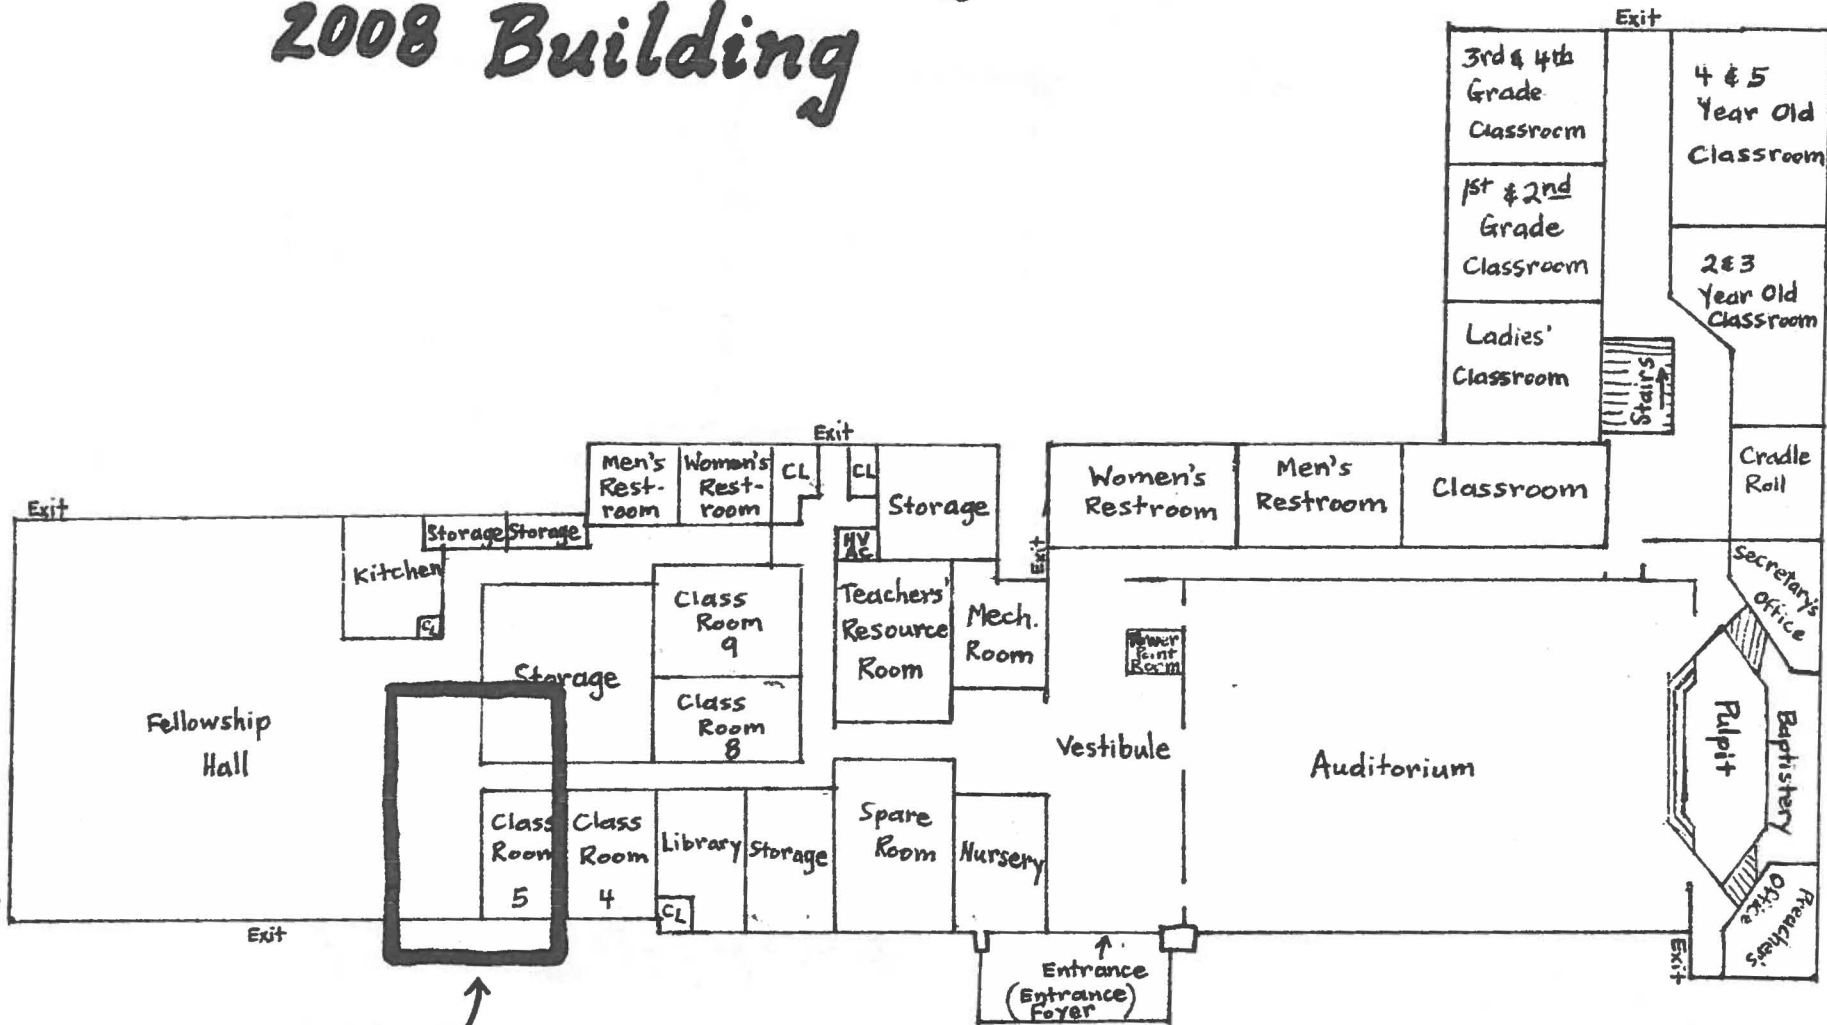 2008 Building
Exit
3rd & 4th
Grade
Classroom
4 & 5
Year Old
Classroom
1st & 2nd
Grade
Classroom
2 & 3
Year Old
Classroom
Ladies'
Classroom
Stairs
Exit
Men's
Rest-
room
Women's
Rest-
room
CL
CL
Storage
Women's
Restroom
Men's
Restroom
Classroom
Cradle
Roll
Exit
Storage
Storage
Kitchen
CL
HV
AC
Exit
Secretary's
Office
Class
Room
9
Teachers'
Resource
Room
Mech.
Room
Power
Point
Room
Storage
Class
Room
8
Fellowship
Hall
Vestibule
Auditorium
Pulpit
Baptistery
Class
Room
5
Class
Room
4
Library
CL
Storage
Spare
Room
Nursery
Preacher's
Office
Exit
Exit
Entrance
(Entrance)
Foyer